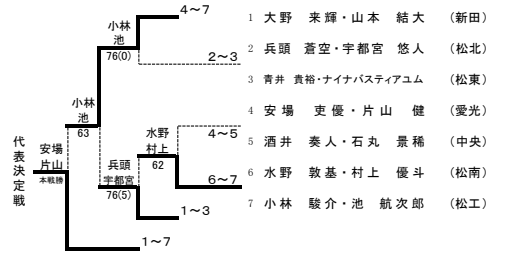 小林
池
4～7
76(0)
2～3
小林
池
63
代表決定戦
安場
片山
本戦勝
水野
村上
4～5
62
兵頭
宇都宮
76(5)
6～7
1～3
1～7
1 大野 来輝・山本 結大 (新田)
2 兵頭 蒼空・宇都宮 悠人 (松北)
3 青井 貴裕・ナイナバスティアユム (松東)
4 安場 吏優・片山 健 (愛光)
5 酒井 奏人・石丸 景稀 (中央)
6 水野 敦基・村上 優斗 (松南)
7 小林 駿介・池 航次郎 (松工)